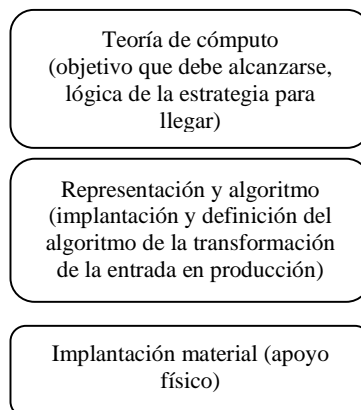 Teoría de cómputo
(objetivo que debe alcanzarse,
lógica de la estrategia para
llegar)
Representación y algoritmo
(implantación y definición del
algoritmo de la transformación
de la entrada en producción)
Implantación material (apoyo
físico)